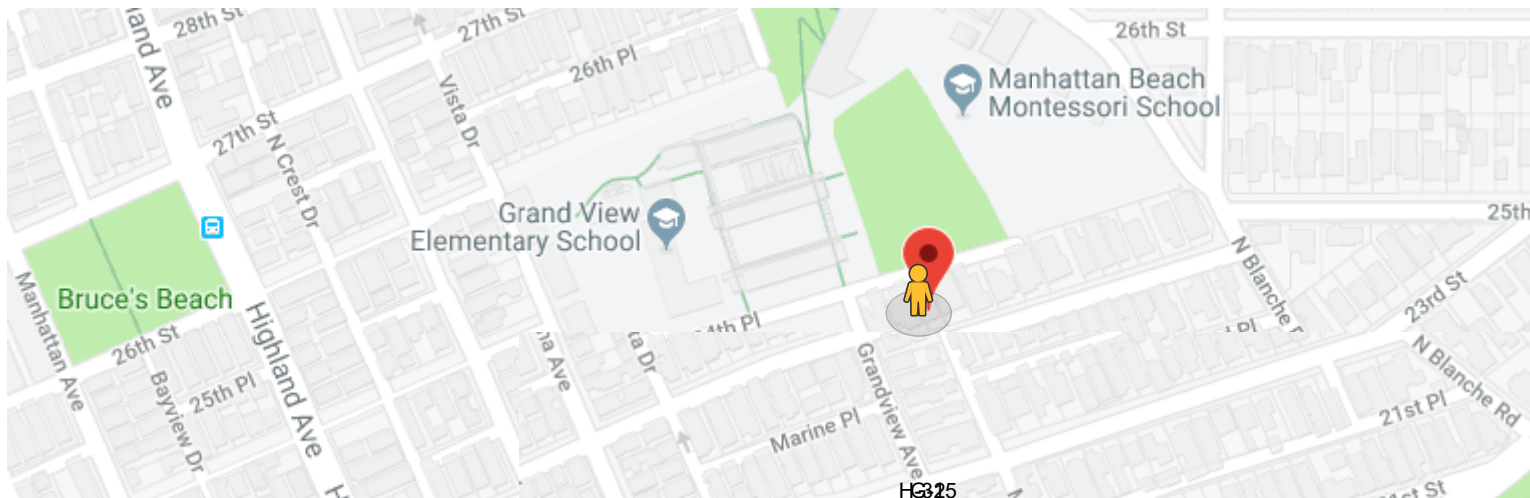 28th St
27th St
26th Pl
26th St
Manhattan Beach
Montessori School
Vista Dr
27th St
N Crest Dr
Grand View
Elementary School
25th
Bruce's Beach
Manhattan Ave
Highland Ave
26th St
25th Pl
Bayview Dr
N Blanche
23rd St
N Blanche Rd
Grandview Ave
Marine Pl
21st Pl